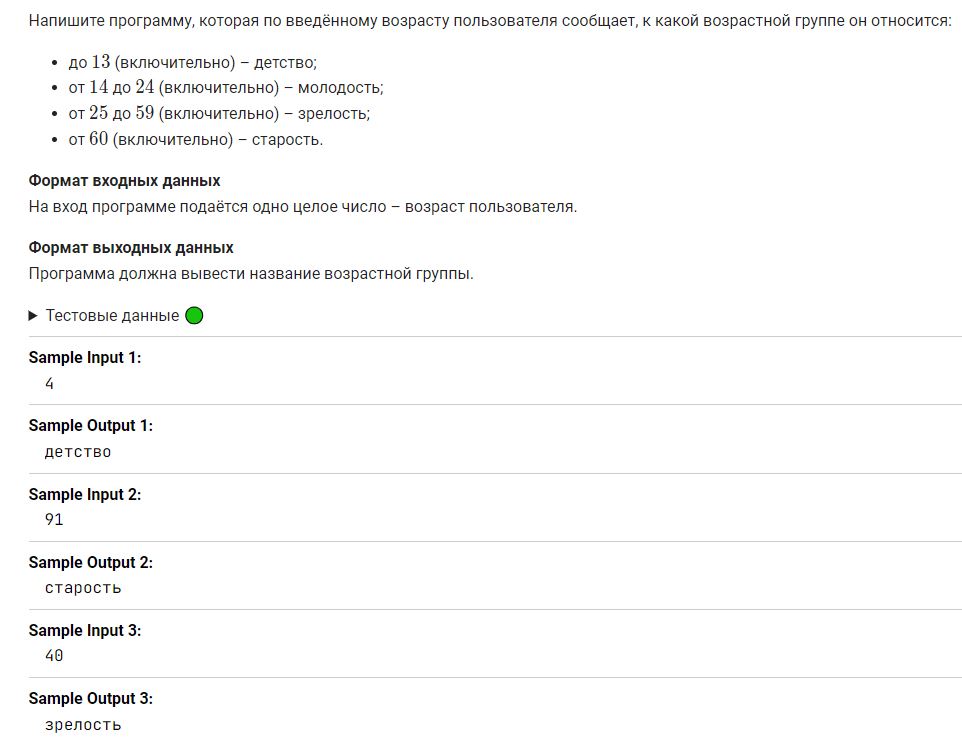 Напишите программу, которая по введённому возрасту пользователя сообщает, к какой возрастной группе он относится:
• до 13 (включительно) – детство;
• от 14 до 24 (включительно) – молодость;
• от 25 до 59 (включительно) – зрелость;
• от 60 (включительно) – старость.
Формат входных данных
На вход программе подаётся одно целое число – возраст пользователя.
Формат выходных данных
Программа должна вывести название возрастной группы.
Тестовые данные
Sample Input 1:
4
Sample Output 1:
детство
Sample Input 2:
91
Sample Output 2:
старость
Sample Input 3:
40
Sample Output 3:
зрелость